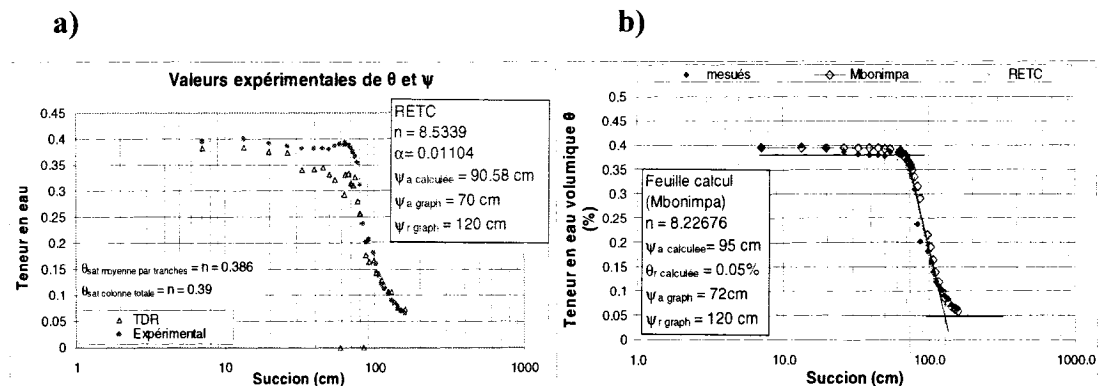 a)
Valeurs expérimentales de θ et ψ
0.45
0.4
0.35
0.3
0.25
0.2
0.15
0.1
0.05
0
Teneur en eau
RETC
n = 8.5339
α= 0.01104
ψa calculée = 90.58 cm
ψa graph = 70 cm
ψr graph = 120 cm
θsat moyenne par tranches = n = 0.386
θsat colonne totale = n = 0.39
TDR
Expérimental
1
10
100
1000
Succion (cm)
b)
mesués
Mbonimpa
RETC
0.5
0.45
0.4
0.35
0.3
0.25
0.2
0.15
0.1
0.05
0
Teneur en eau volumique θ
(%)
Feuille calcul
(Mbonimpa)
n = 8.22676
ψa calculee = 95 cm
θr calculée = 0.05%
ψa graph = 72cm
ψr graph = 120 cm
1.0
10.0
100.0
1000.0
Succion (cm)